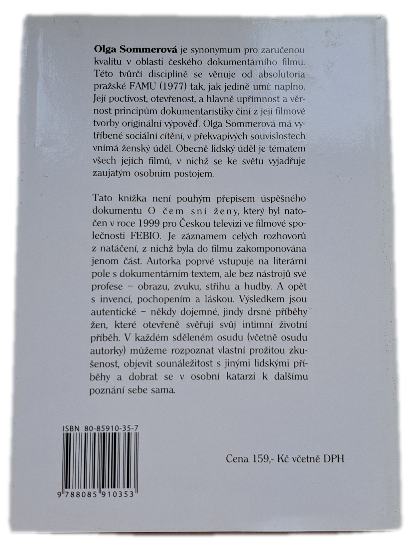 Olga Sommerová je synonymum pro zaručenou
kvalitu v oblasti českého dokumentárního filmu.
Této tvůrčí disciplině se věnuje od absolutoria
pražské FAMU (1977) tak, jak jedině umí: naplno.
Její poctivost, otevřenost, a hlavně upřímnost a věr-
nost principům dokumentaristiky činí z její filmové
tvorby originální výpověď. Olga Sommerová má vy-
tříbené sociální cítění, v překvapivých souvislostech
vnímá ženský úděl. Obecně lidský úděl je tématem
všech jejích filmů, v nichž se ke světu vyjadřuje
zaujatým osobním postojem.
Tato knížka není pouhým přepisem úspěšného
dokumentu O čem sní ženy, který byl nato-
čen v roce 1999 pro Českou televizi ve filmové spo-
lečnosti FEBIO. Je záznamem celých rozhovorů
z natáčení, z nichž byla do filmu zakomponována
jenom část. Autorka poprvé vstupuje na literární
pole s dokumentárním textem, ale bez nástrojů své
profese – obrazu, zvuku, střihu a hudby. A opět
s invencí, pochopením a láskou. Výsledkem jsou
autentické – někdy dojemné, jindy drsné příběhy
žen, které otevřeně svěřují svůj intimní životní
příběh. V každém sděleném osudu (včetně osudu
autorky) můžeme rozpoznat vlastní prožitou zku-
šenost, objevit sounáležitost s jinými lidskými pří-
běhy a dobrat se v osobní katarzi k dalšímu
poznání sebe sama.
ISBN 80-85910-35-7
9 788085 910353
Cena 159,- Kč včetně DPH